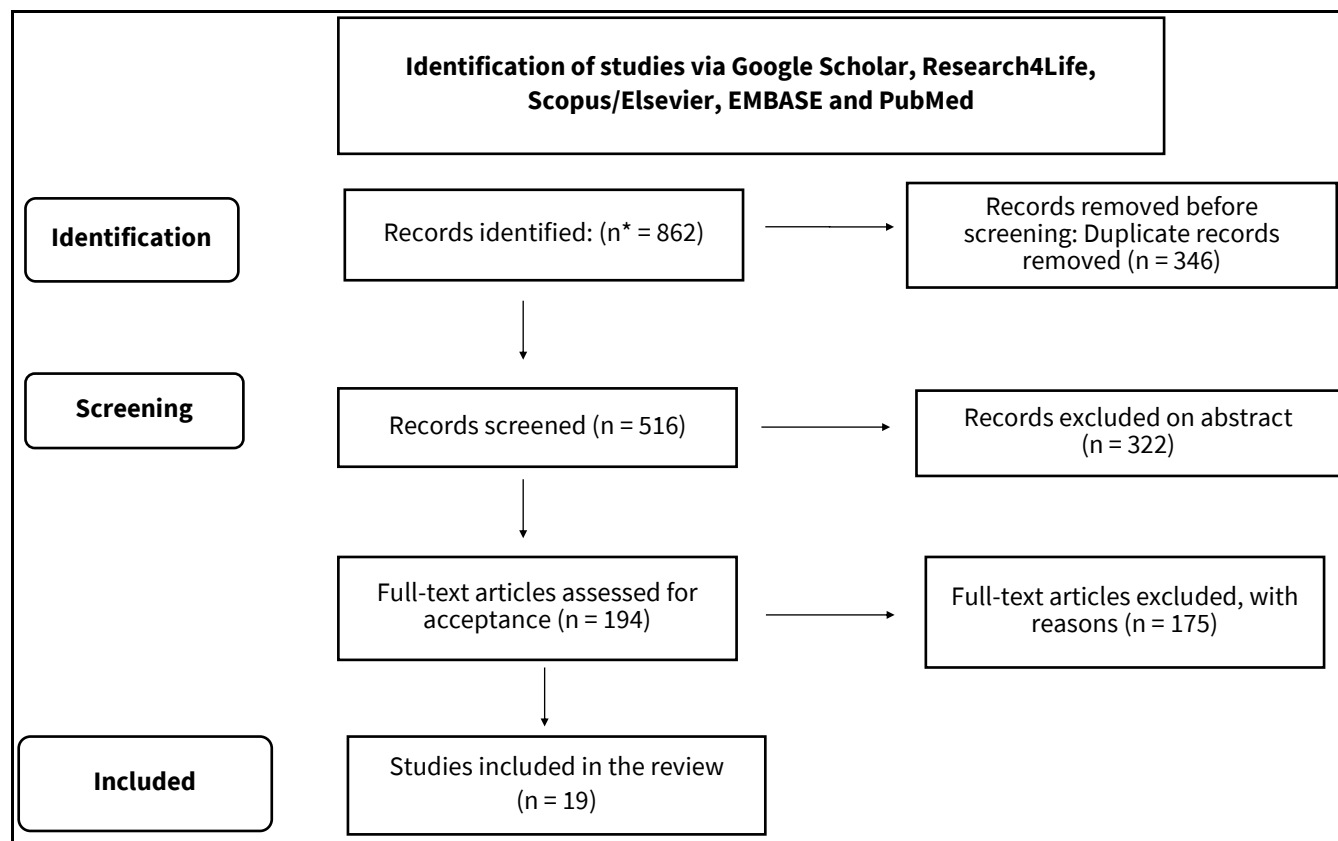 Identification of studies via Google Scholar, Research4Life,
Scopus/Elsevier, EMBASE and PubMed
Identification
Records identified: (n* = 862)
Records removed before
screening: Duplicate records
removed (n = 346)
Screening
Records screened (n = 516)
Records excluded on abstract
(n = 322)
Full-text articles assessed for
acceptance (n = 194)
Full-text articles excluded, with
reasons (n = 175)
Included
Studies included in the review
(n = 19)